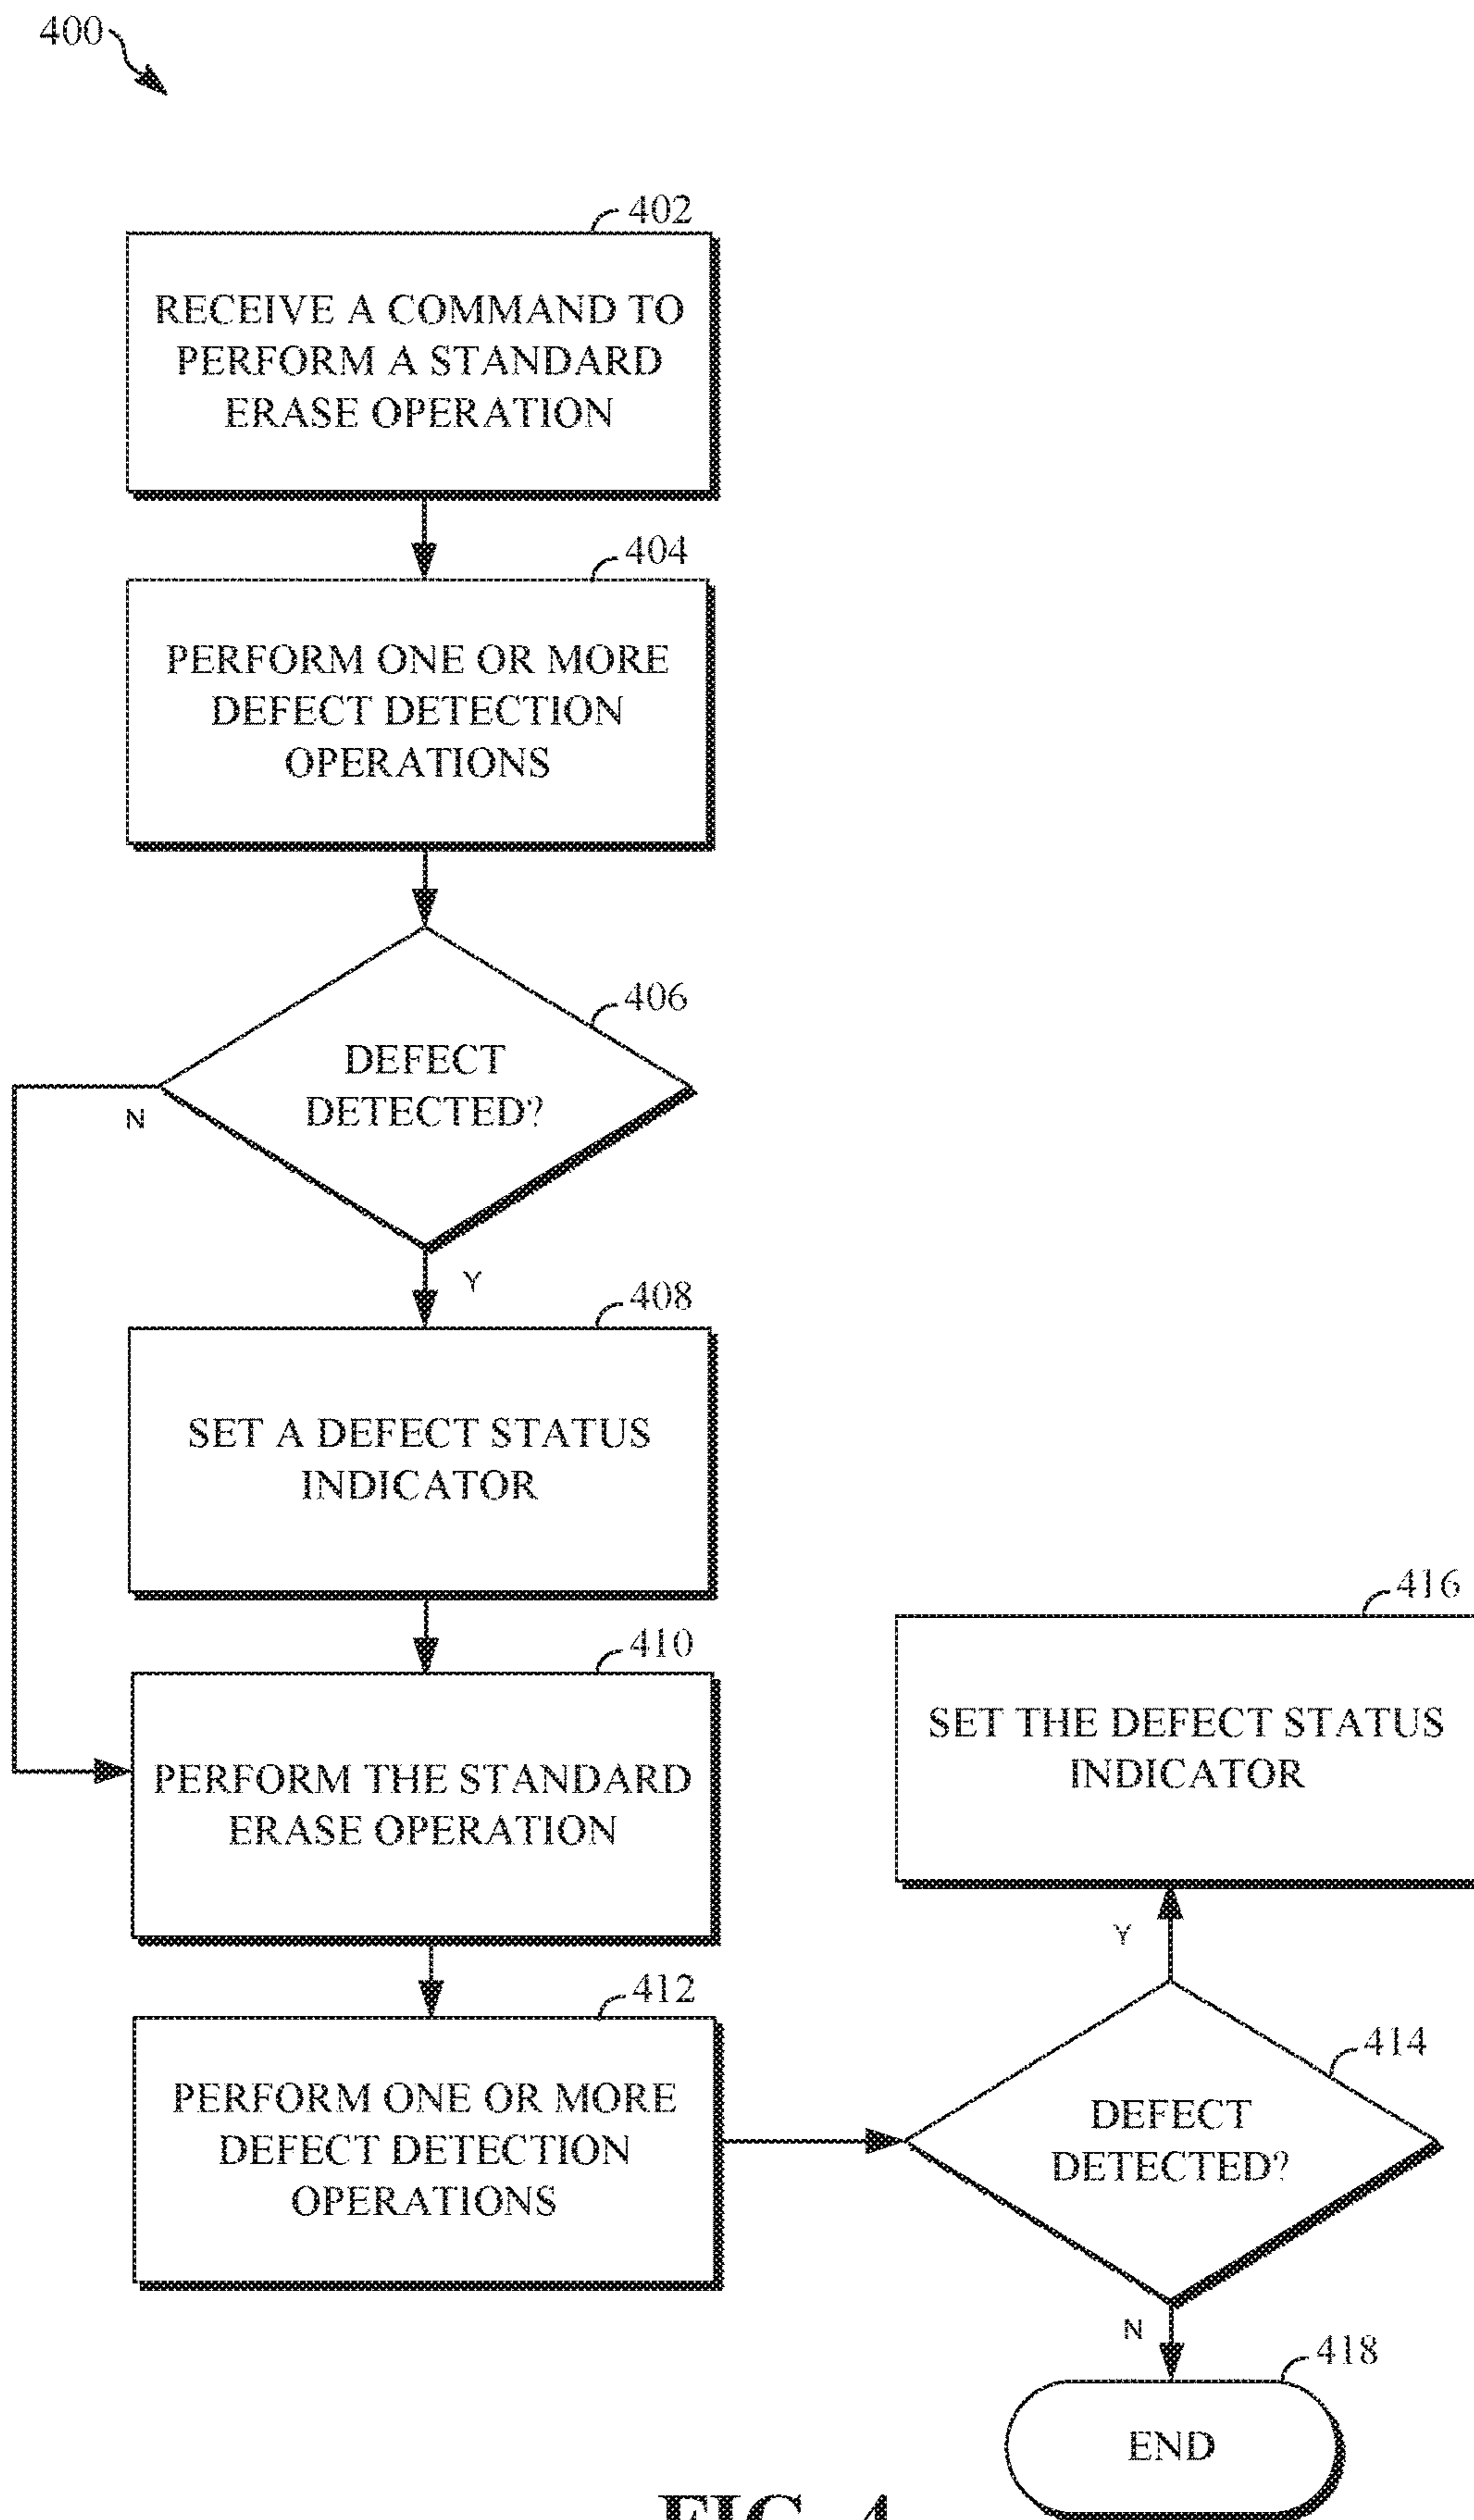 400
402
RECEIVE A COMMAND TO
PERFORM A STANDARD
ERASE OPERATION
404
PERFORM ONE OR MORE
DEFECT DETECTION
OPERATIONS
406
DEFECT
DETECTED?
N
Y
408
SET A DEFECT STATUS
INDICATOR
410
PERFORM THE STANDARD
ERASE OPERATION
412
PERFORM ONE OR MORE
DEFECT DETECTION
OPERATIONS
416
SET THE DEFECT STATUS
INDICATOR
Y
414
DEFECT
DETECTED?
N
418
END
FIG. 4